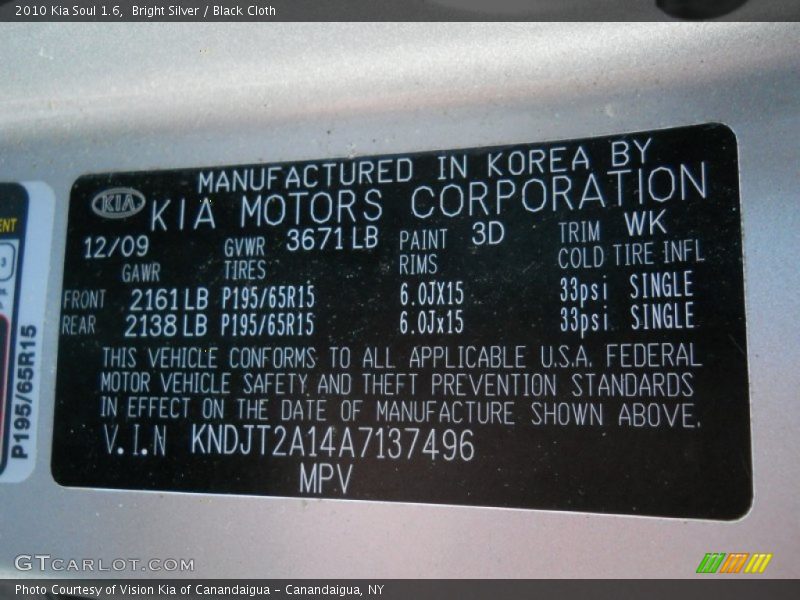 2010 Kia Soul 1.6,  Bright Silver / Black Cloth
MANUFACTURED IN KOREA BY
KIA KIA MOTORS CORPORATION
12/09 GVWR 3671 LB PAINT 3D TRIM WK
GAWR TIRES RIMS COLD TIRE INFL
FRONT 2161 LB P195/65R15 6.0JX15 33psi SINGLE
REAR 2138 LB P195/65R15 6.0Jx15 33psi SINGLE
THIS VEHICLE CONFORMS TO ALL APPLICABLE U.S.A. FEDERAL
MOTOR VEHICLE SAFETY AND THEFT PREVENTION STANDARDS
IN EFFECT ON THE DATE OF MANUFACTURE SHOWN ABOVE.
V.I.N KNDJT2A14A7137496
MPV
3
P195/65R15
GTCARLOT.COM
Photo Courtesy of Vision Kia of Canandaigua – Canandaigua, NY